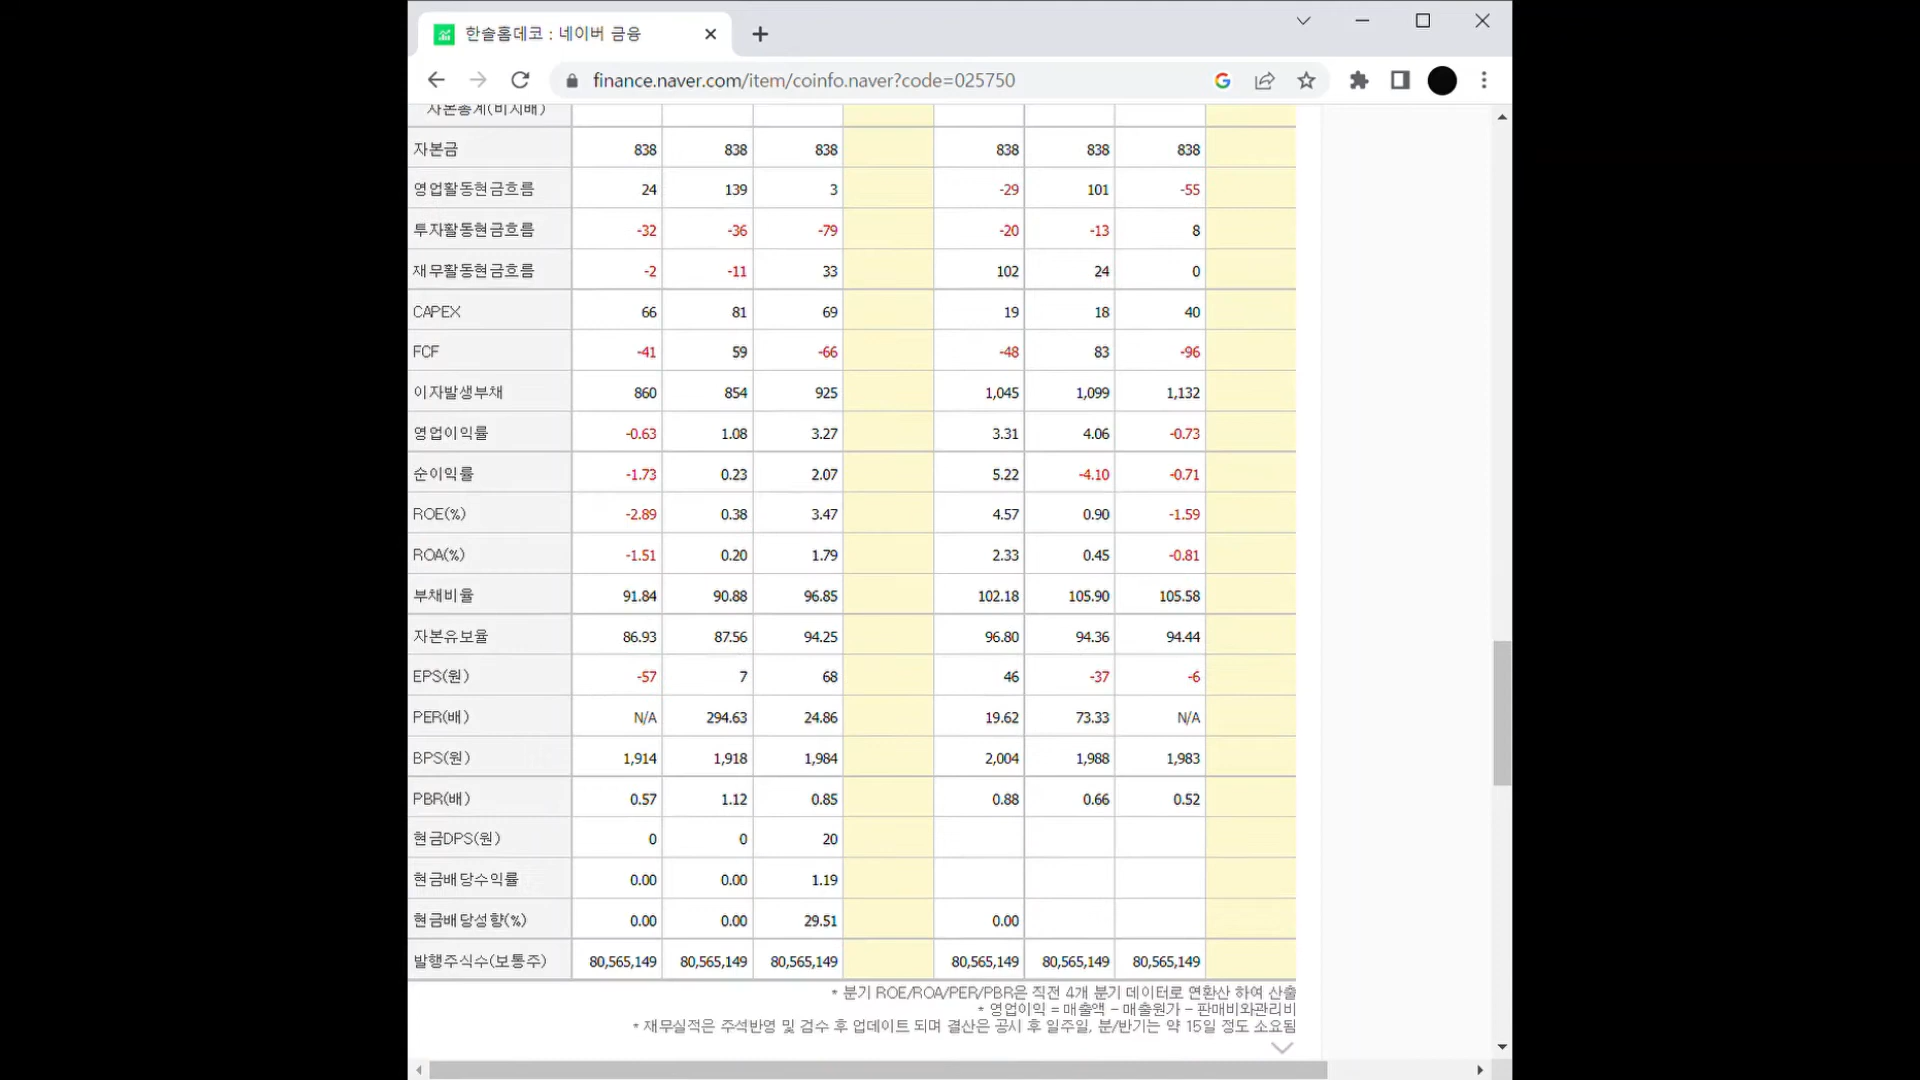 한솔홈데코 : 네이버 금융
finance.naver.com/item/coinfo.naver?code=025750
자본총계(비지배)
자본금 838 838 838 838 838 838
영업활동현금흐름 24 139 3 -29 101 -55
투자활동현금흐름 -32 -36 -79 -20 -13 8
재무활동현금흐름 -2 -11 33 102 24 0
CAPEX 66 81 69 19 18 40
FCF -41 59 -66 -48 83 -96
이자발생부채 860 854 925 1,045 1,099 1,132
영업이익률 -0.63 1.08 3.27 3.31 4.06 -0.73
순이익률 -1.73 0.23 2.07 5.22 -4.10 -0.71
ROE(%) -2.89 0.38 3.47 4.57 0.90 -1.59
ROA(%) -1.51 0.20 1.79 2.33 0.45 -0.81
부채비율 91.84 90.88 96.85 102.18 105.90 105.58
자본유보율 86.93 87.56 94.25 96.80 94.36 94.44
EPS(원) -57 7 68 46 -37 -6
PER(배) N/A 294.63 24.86 19.62 73.33 N/A
BPS(원) 1,914 1,918 1,984 2,004 1,988 1,983
PBR(배) 0.57 1.12 0.85 0.88 0.66 0.52
현금DPS(원) 0 0 20
현금배당수익률 0.00 0.00 1.19
현금배당성향(%) 0.00 0.00 29.51 0.00
발행주식수(보통주) 80,565,149 80,565,149 80,565,149 80,565,149 80,565,149 80,565,149
* 분기 ROE/ROA/PER/PBR은 직전 4개 분기 데이터로 연환산 하여 산출
* 영업이익 = 매출액 - 매출원가 - 판매비와관리비
* 재무실적은 주석반영 및 검수 후 업데이트 되며 결산은 공시 후 일주일, 분/반기는 약 15일 정도 소요됨